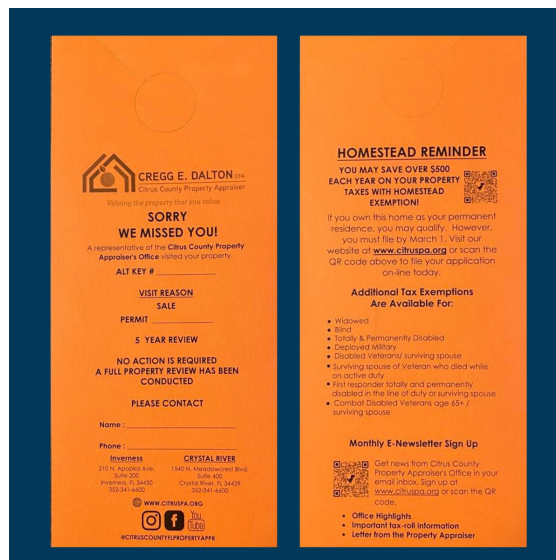 CREGG E. DALTON CFA
Citrus County Property Appraiser
Valuing the property that you value.
SORRY
WE MISSED YOU!
A representative of the Citrus County Property
Appraiser's Office visited your property.
ALT KEY # ____________
VISIT REASON
SALE
PERMIT ____________
5 YEAR REVIEW
NO ACTION IS REQUIRED
A FULL PROPERTY REVIEW HAS BEEN
CONDUCTED
PLEASE CONTACT
Name : ____________
Phone : ____________
Inverness
210 N. Apopka Ave.
Suite 200
Inverness, FL 34450
352-341-6600
CRYSTAL RIVER
1540 N. Meadowcrest Blvd.
Suite 400
Crystal River, FL 34429
352-341-6600
WWW.CITRUSPA.ORG
You
Tube
@CITRUSCOUNTYFLPROPERTYAPPR
HOMESTEAD REMINDER
YOU MAY SAVE OVER $500
EACH YEAR ON YOUR PROPERTY
TAXES WITH HOMESTEAD
EXEMPTION!
If you own this home as your permanent
residence, you may qualify. However,
you must file by March 1. Visit our
website at www.citruspa.org or scan the
QR code above to file your application
on-line today.
Additional Tax Exemptions
Are Available For:
• Widowed
• Blind
• Totally & Permanently Disabled
• Deployed Military
• Disabled Veterans/ surviving spouse
• Surviving spouse of Veteran who died while
on active duty
• First responder totally and permanently
disabled in the line of duty or surviving spouse
• Combat Disabled Veterans age 65+ /
surviving spouse
Monthly E-Newsletter Sign Up
Get news from Citrus County
Property Appraiser's Office in your
email inbox. Sign up at
www.citruspa.org or scan the QR
code.
• Office Highlights
• Important tax-roll information
• Letter from the Property Appraiser